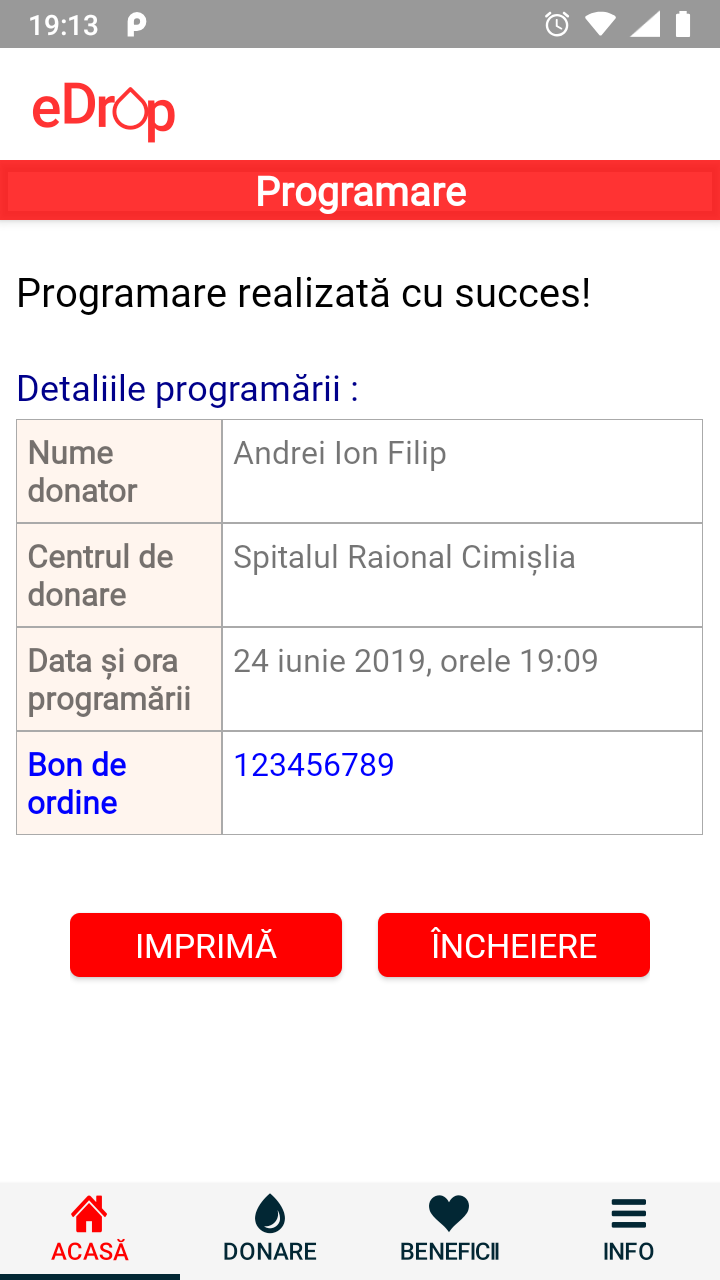 19:13
eDrop
Programare
Programare realizată cu succes!
Detaliile programării :
Nume donator
Andrei Ion Filip
Centrul de donare
Spitalul Raional Cimișlia
Data și ora programării
24 iunie 2019, orele 19:09
Bon de ordine
123456789
IMPRIMĂ
ÎNCHEIERE
ACASĂ
DONARE
BENEFICII
INFO